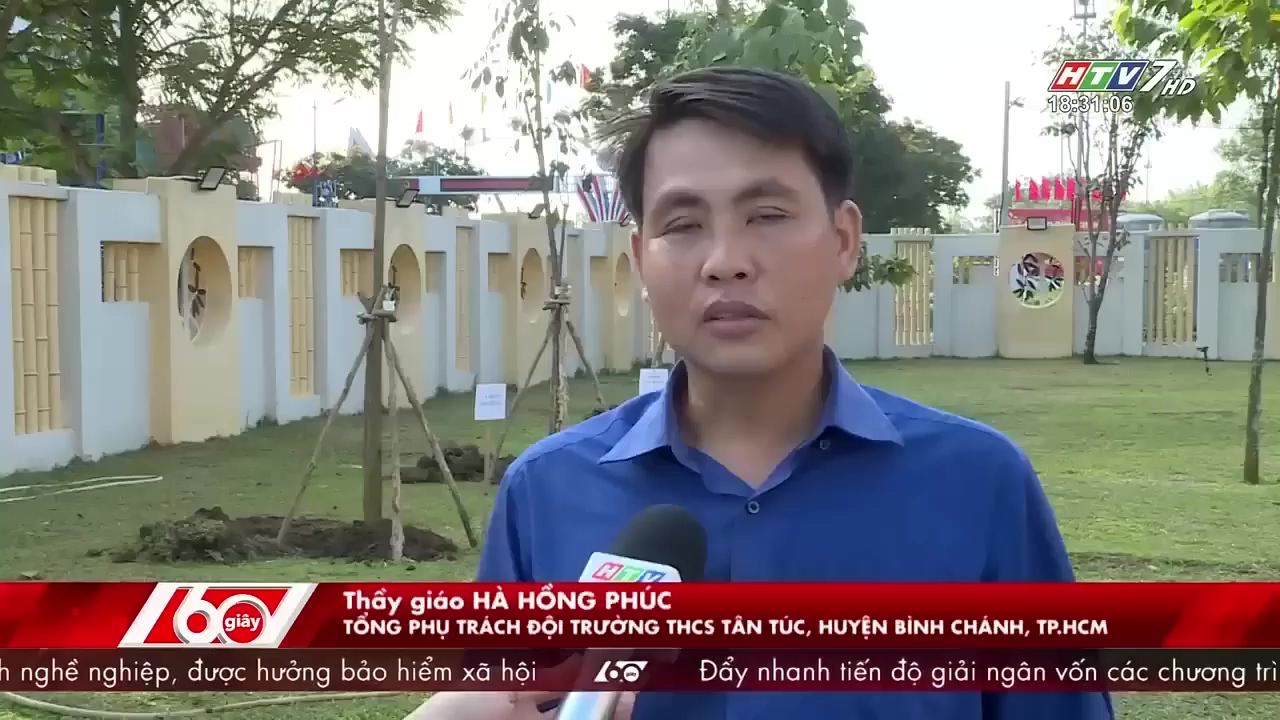 HTV7 HD
18:31:06
HTV
60 giây
Thầy giáo HÀ HỒNG PHÚC
TỔNG PHỤ TRÁCH ĐỘI TRƯỜNG THCS TÂN TÚC, HUYỆN BÌNH CHÁNH, TP.HCM
h nghề nghiệp, được hưởng bảo hiểm xã hội 60 giây Đẩy nhanh tiến độ giải ngân vốn các chương trì